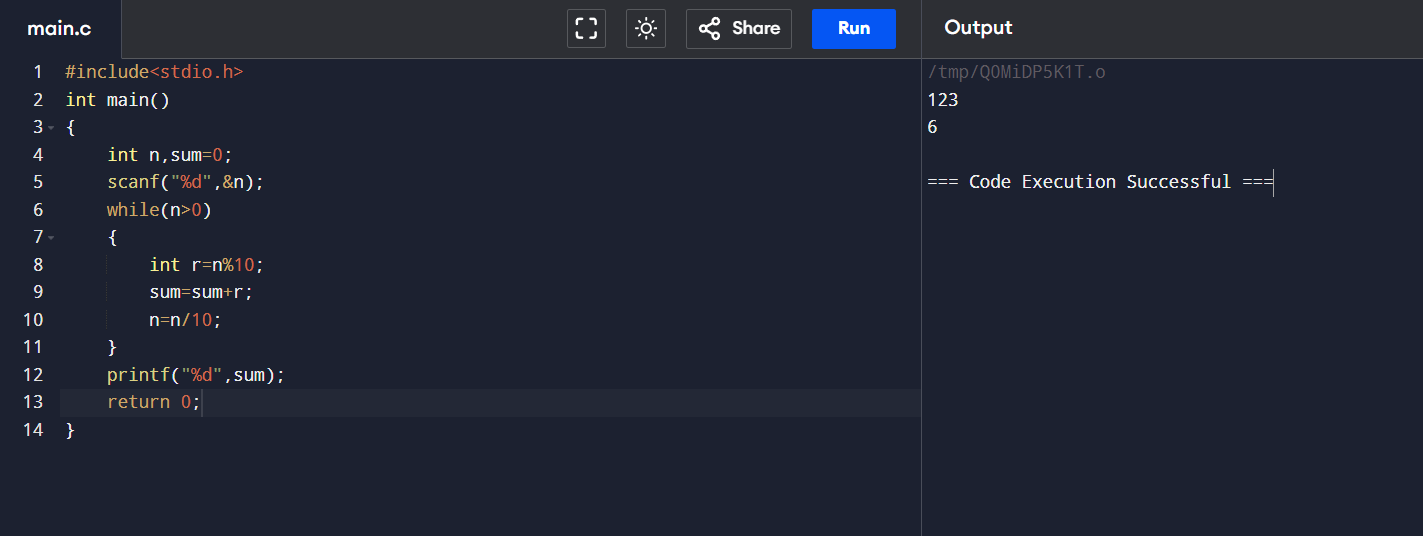 main.c
Share
Run
Output
1 #include<stdio.h>
2 int main()
3 {
4     int n,sum=0;
5     scanf("%d",&n);
6     while(n>0)
7     {
8         int r=n%10;
9         sum=sum+r;
10         n=n/10;
11     }
12     printf("%d",sum);
13     return 0;
14 }
/tmp/Q0MiDP5K1T.o
123
6
=== Code Execution Successful ===